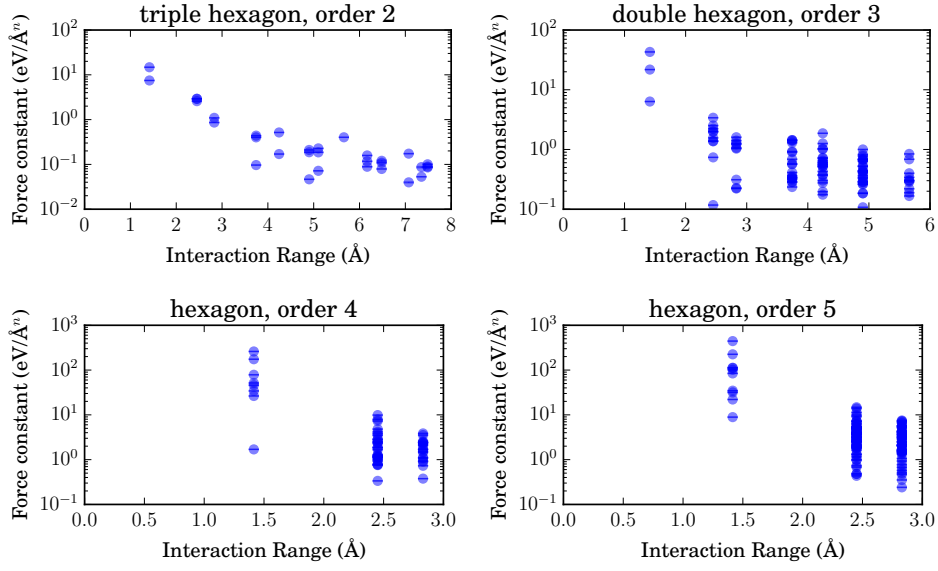 triple hexagon, order 2
Force constant (eV/Åⁿ)
10²
10¹
10⁰
10⁻¹
10⁻²
0 1 2 3 4 5 6 7 8
Interaction Range (Å)
double hexagon, order 3
Force constant (eV/Åⁿ)
10²
10¹
10⁰
10⁻¹
0 1 2 3 4 5 6
Interaction Range (Å)
hexagon, order 4
Force constant (eV/Åⁿ)
10³
10²
10¹
10⁰
10⁻¹
0.0 0.5 1.0 1.5 2.0 2.5 3.0
Interaction Range (Å)
hexagon, order 5
Force constant (eV/Åⁿ)
10³
10²
10¹
10⁰
10⁻¹
0.0 0.5 1.0 1.5 2.0 2.5 3.0
Interaction Range (Å)